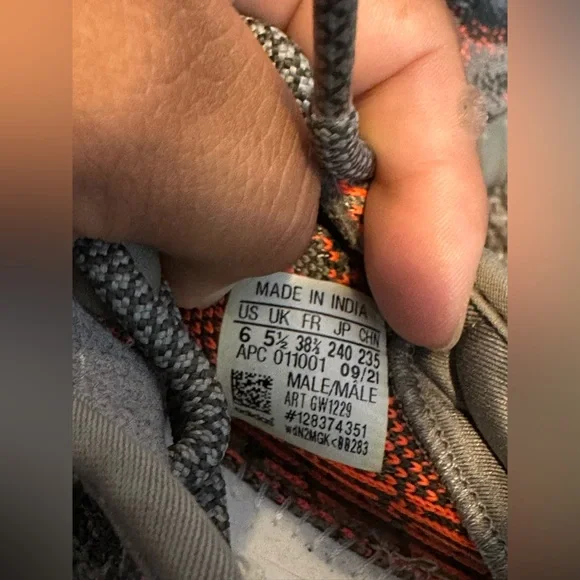 MADE IN INDIA
US UK FR JP CHN
6 5½ 38⅔ 240 235
APC 011001 09/21
MALE/MÂLE
ART GW1229
#128374351
adidas